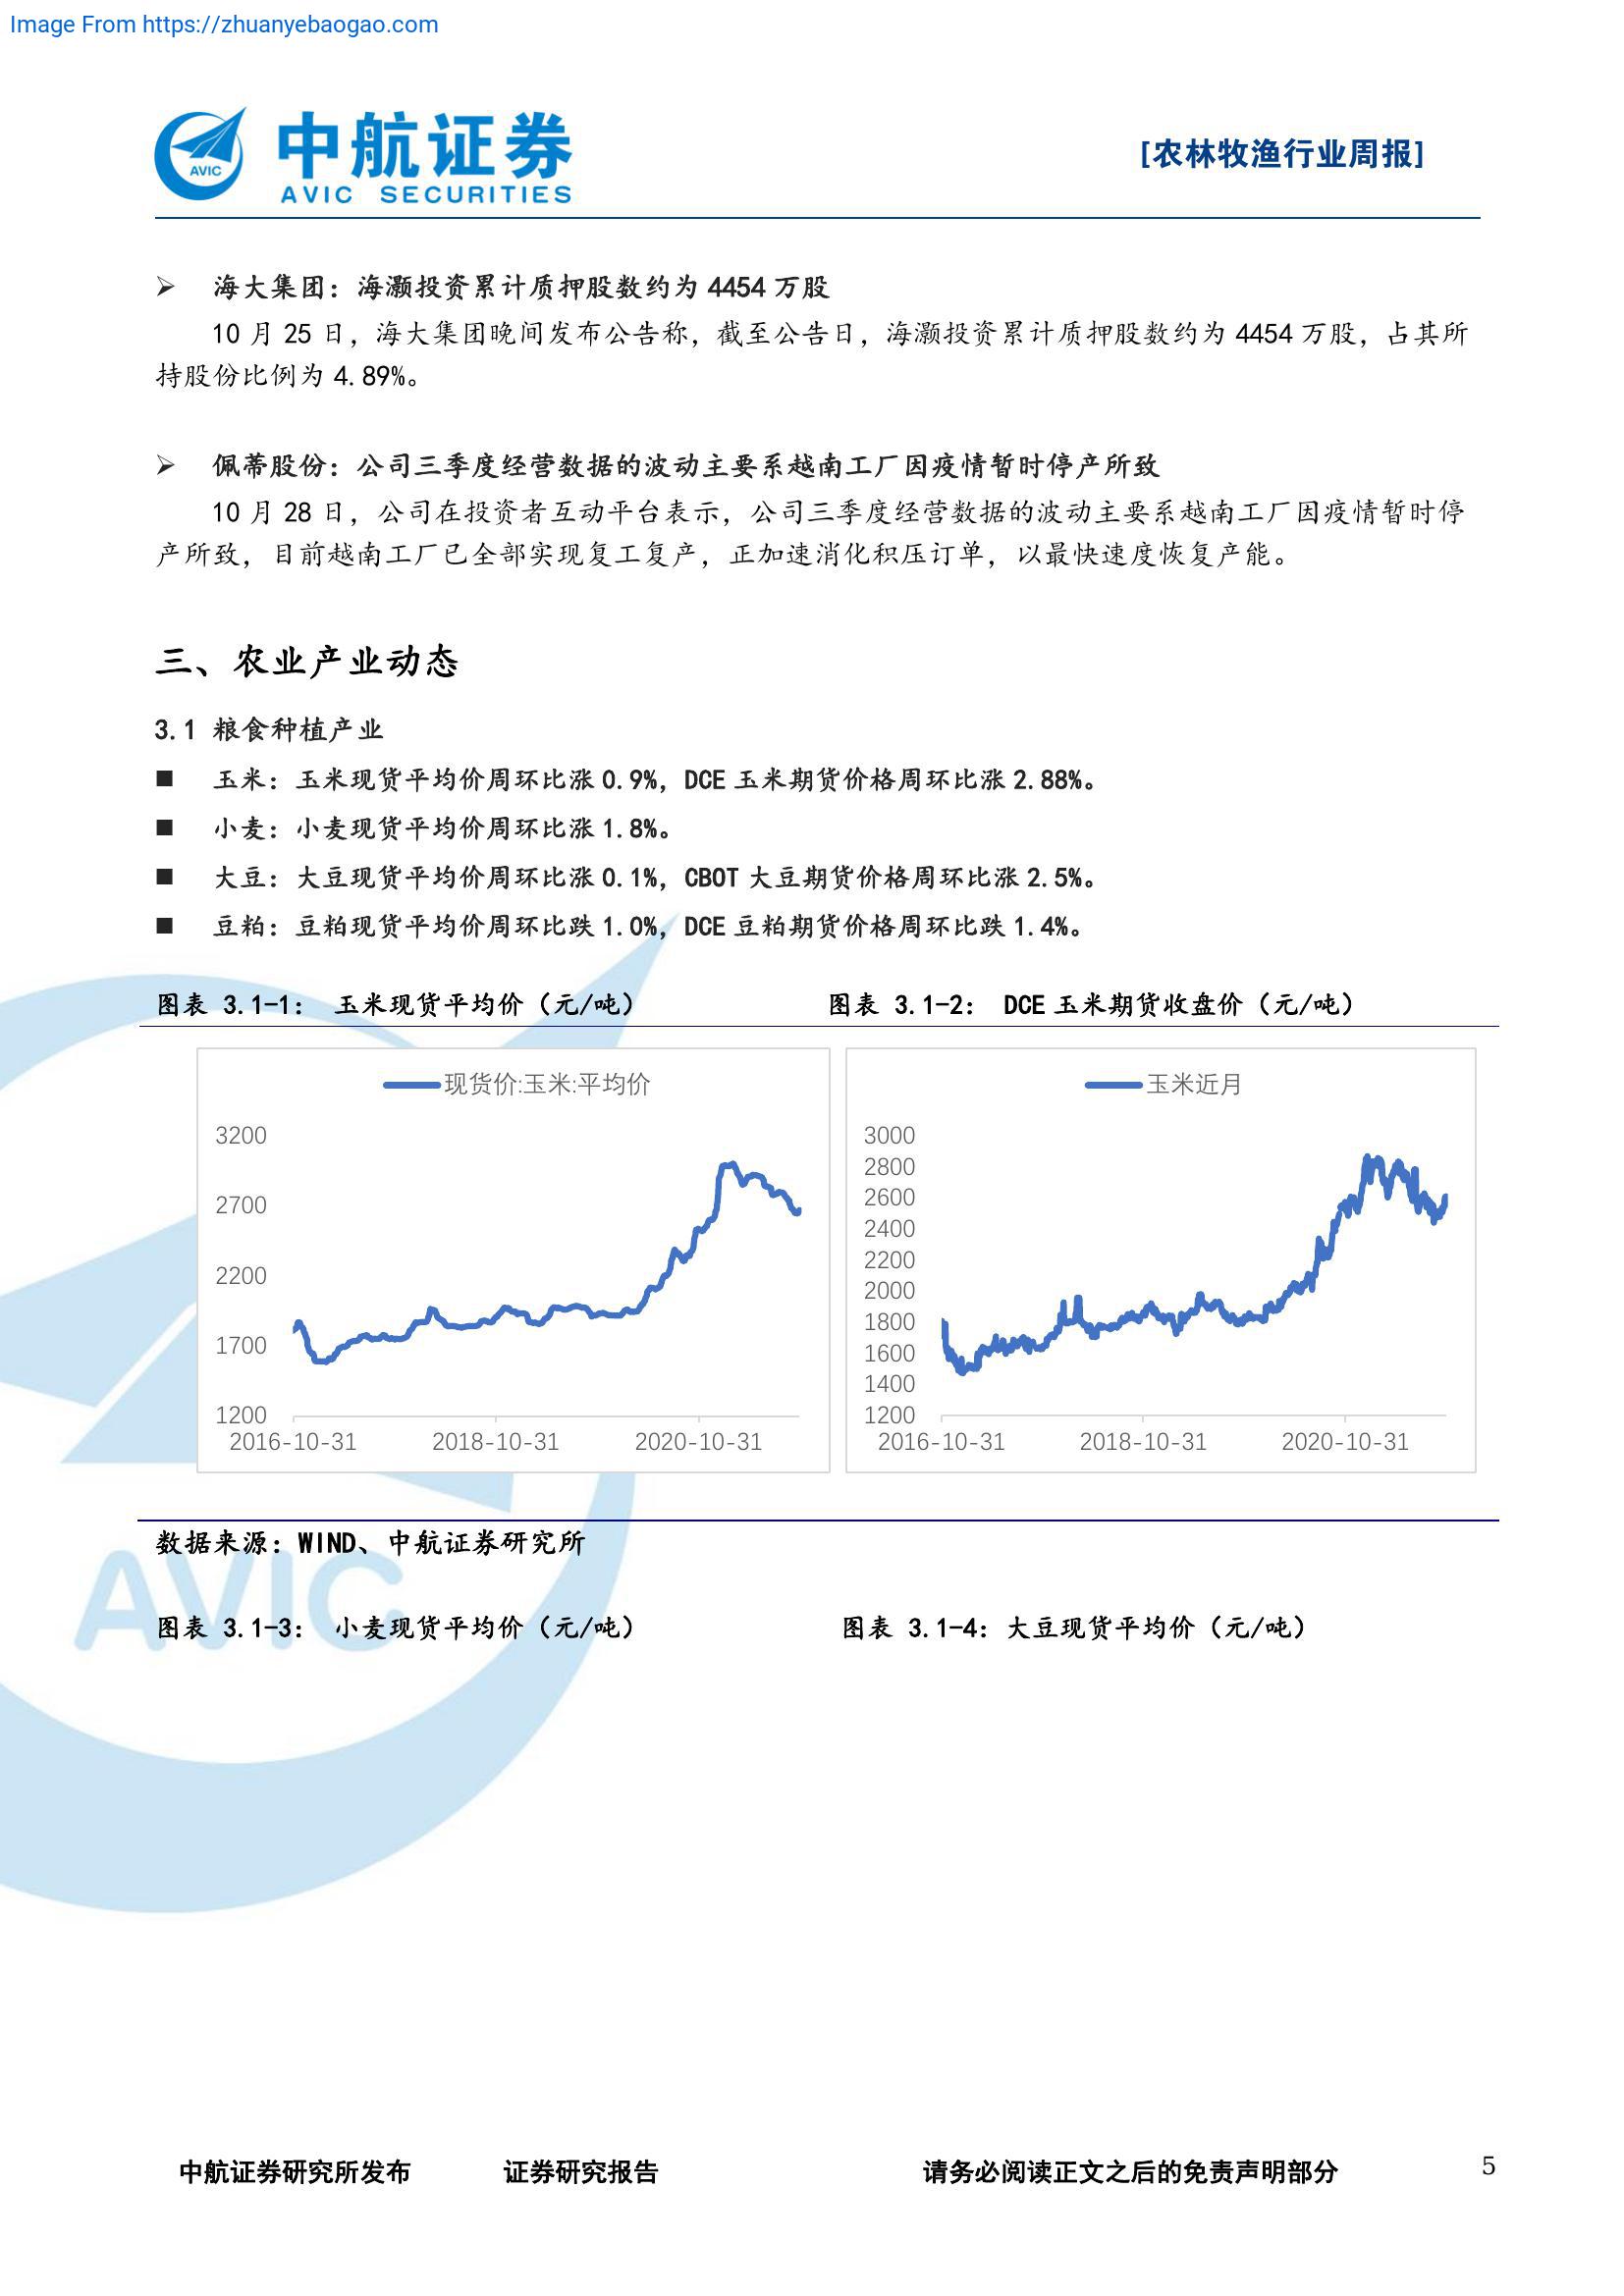 Image From https://zhuanyebaogao.com
中航证券
AVIC SECURITIES
AVIC
[农林牧渔行业周报]
➢ 海大集团：海灏投资累计质押股数约为 4454 万股
10 月 25 日，海大集团晚间发布公告称，截至公告日，海灏投资累计质押股数约为 4454 万股，占其所
持股份比例为 4.89%。
➢ 佩蒂股份：公司三季度经营数据的波动主要系越南工厂因疫情暂时停产所致
10 月 28 日，公司在投资者互动平台表示，公司三季度经营数据的波动主要系越南工厂因疫情暂时停
产所致，目前越南工厂已全部实现复工复产，正加速消化积压订单，以最快速度恢复产能。
三、农业产业动态
3.1 粮食种植产业
■ 玉米：玉米现货平均价周环比涨 0.9%，DCE 玉米期货价格周环比涨 2.88%。
■ 小麦：小麦现货平均价周环比涨 1.8%。
■ 大豆：大豆现货平均价周环比涨 0.1%，CBOT 大豆期货价格周环比涨 2.5%。
■ 豆粕：豆粕现货平均价周环比跌 1.0%，DCE 豆粕期货价格周环比跌 1.4%。
图表 3.1-1： 玉米现货平均价（元/吨）
图表 3.1-2： DCE 玉米期货收盘价（元/吨）
现货价:玉米:平均价
3200
2700
2200
1700
1200
2016-10-31 2018-10-31 2020-10-31
玉米近月
3000
2800
2600
2400
2200
2000
1800
1600
1400
1200
2016-10-31 2018-10-31 2020-10-31
数据来源：WIND、中航证券研究所
AVIC
图表 3.1-3： 小麦现货平均价（元/吨）
图表 3.1-4：大豆现货平均价（元/吨）
中航证券研究所发布 证券研究报告 请务必阅读正文之后的免责声明部分 5